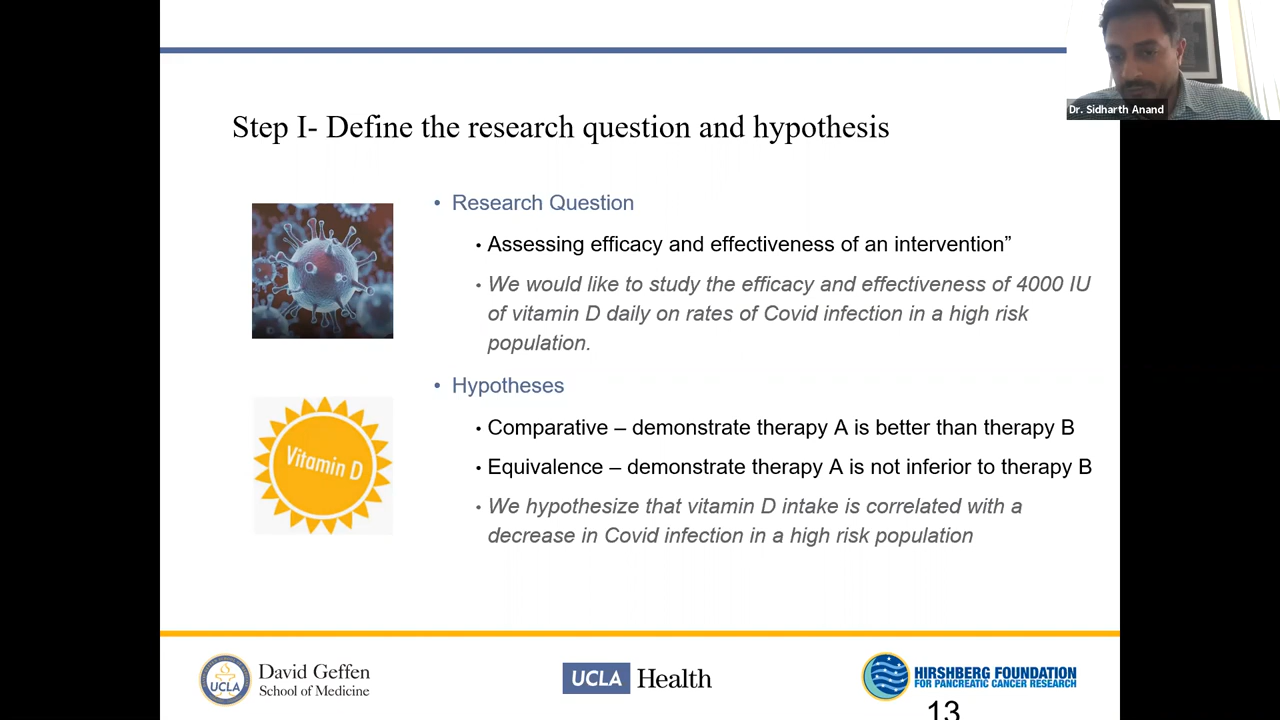 Dr. Sidharth Anand
Step I- Define the research question and hypothesis
• Research Question
• Assessing efficacy and effectiveness of an intervention”
• We would like to study the efficacy and effectiveness of 4000 IU
of vitamin D daily on rates of Covid infection in a high risk
population.
• Hypotheses
• Comparative – demonstrate therapy A is better than therapy B
• Equivalence – demonstrate therapy A is not inferior to therapy B
• We hypothesize that vitamin D intake is correlated with a
decrease in Covid infection in a high risk population
Vitamin D
UCLA
David Geffen
School of Medicine
UCLA Health
HIRSHBERG FOUNDATION
FOR PANCREATIC CANCER RESEARCH
13